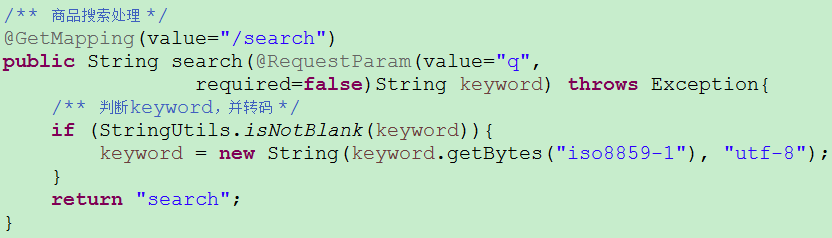 /** 商品搜索处理 */
@GetMapping(value="/search")
public String search(@RequestParam(value="q",
required=false)String keyword) throws Exception{
/** 判断keyword，并转码 */
if (StringUtils.isNotBlank(keyword)){
keyword = new String(keyword.getBytes("iso8859-1"), "utf-8");
}
return "search";
}